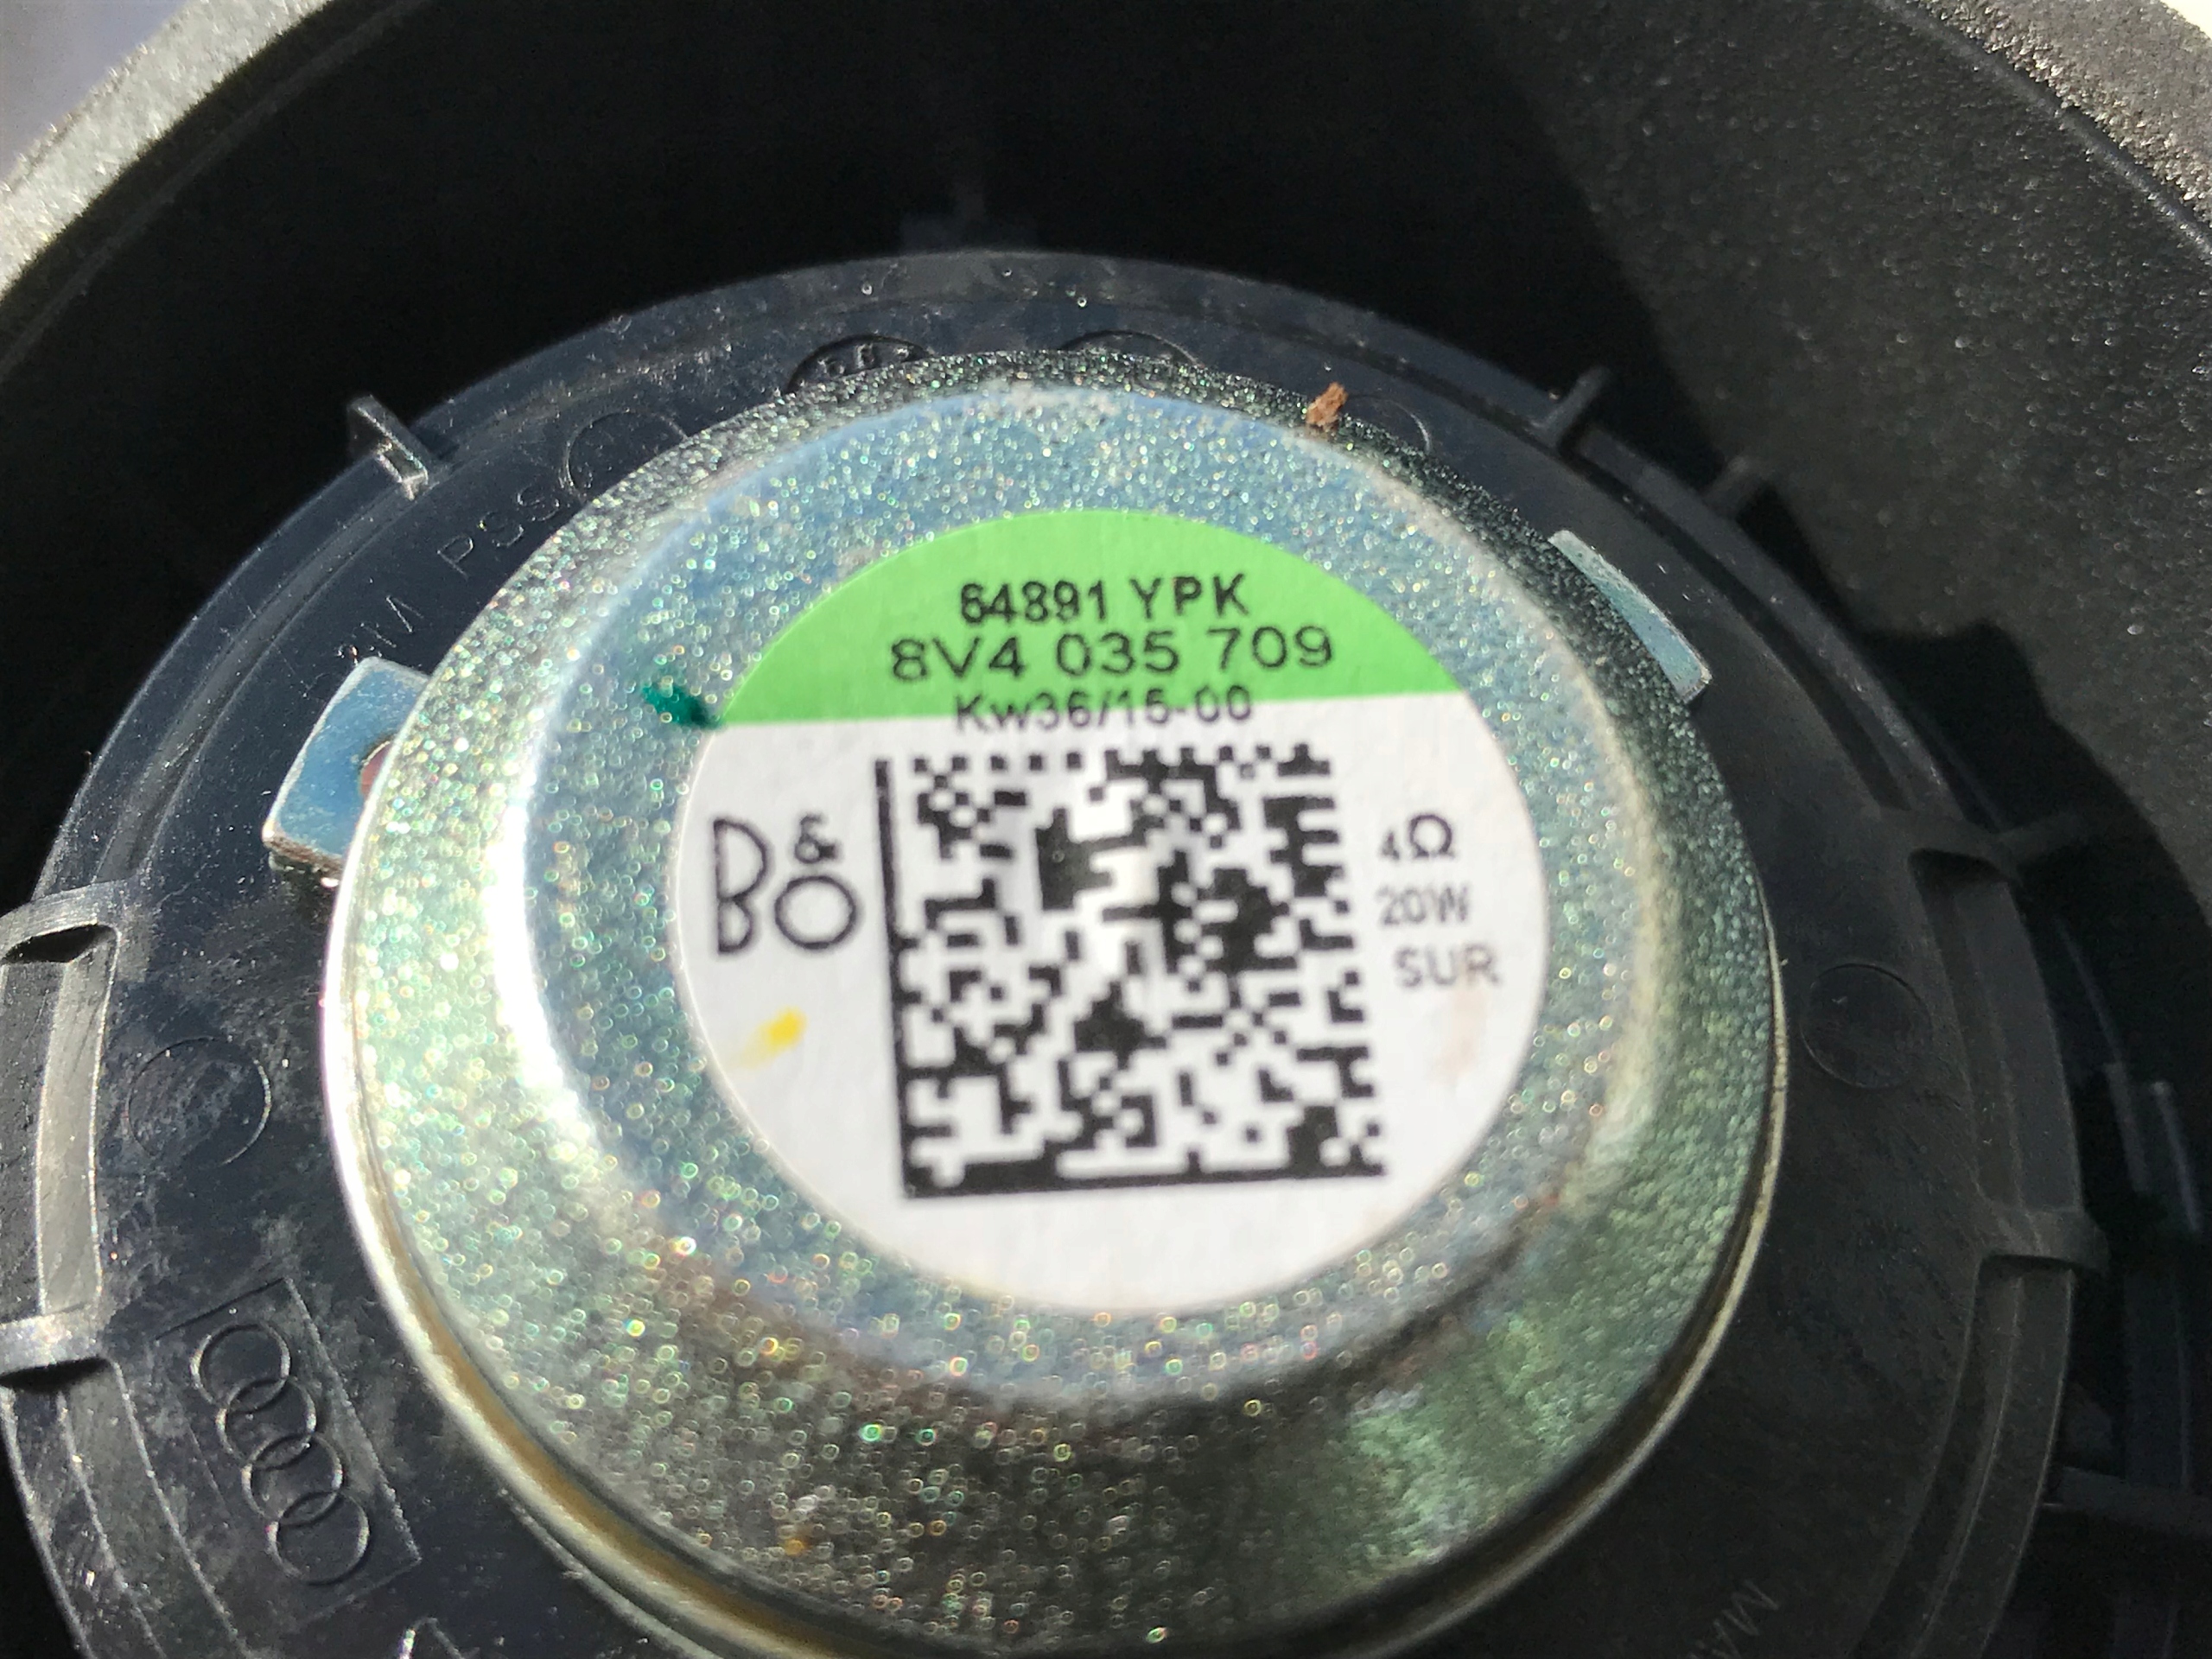 64891 YPK
8V4 035 709
Kw36/15-00
B&O
4Ω
20W
SUR